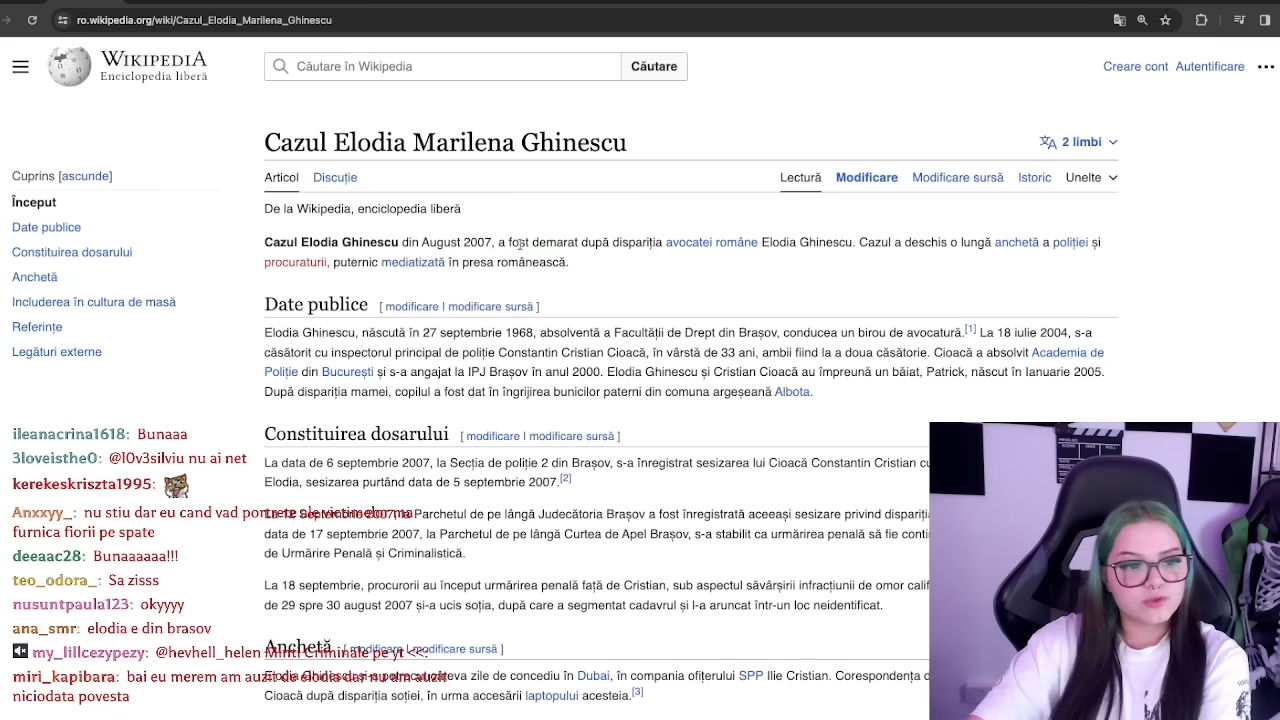 ro.wikipedia.org/wiki/Cazul_Elodia_Marilena_Ghinescu
WIKIPEDIA
Enciclopedia liberă
Căutare în Wikipedia
Căutare
Creare cont Autentificare
Cazul Elodia Marilena Ghinescu
2 limbi
Articol Discuție Lectură Modificare Modificare sursă Istoric Unelte
Cuprins [ascunde]
Început
Date publice
Constituirea dosarului
Anchetă
Includerea în cultura de masă
Referințe
Legături externe
De la Wikipedia, enciclopedia liberă
Cazul Elodia Ghinescu din August 2007, a fost demarat după dispariția avocatei române Elodia Ghinescu. Cazul a deschis o lungă anchetă a poliției și
procuraturii, puternic mediatizată în presa românească.
Date publice [ modificare | modificare sursă ]
Elodia Ghinescu, născută în 27 septembrie 1968, absolventă a Facultății de Drept din Brașov, conducea un birou de avocatură.[1] La 18 iulie 2004, s-a
căsătorit cu inspectorul principal de poliție Constantin Cristian Cioacă, în vârstă de 33 ani, ambii fiind la a doua căsătorie. Cioacă a absolvit Academia de
Poliție din București și s-a angajat la IPJ Brașov în anul 2000. Elodia Ghinescu și Cristian Cioacă au împreună un băiat, Patrick, născut în Ianuarie 2005.
După dispariția mamei, copilul a fost dat în îngrijirea bunicilor paterni din comuna argeșeană Albota.
Constituirea dosarului [ modificare | modificare sursă ]
La data de 6 septembrie 2007, la Secția de poliție 2 din Brașov, s-a înregistrat sesizarea lui Cioacă Constantin Cristian cu
Elodia, sesizarea purtând data de 5 septembrie 2007.[2]
La 12 Septembrie 2007, la Parchetul de pe lângă Judecătoria Brașov a fost înregistrată aceeași sesizare privind dispariți
data de 17 septembrie 2007, la Parchetul de pe lângă Curtea de Apel Brașov, s-a stabilit ca urmărirea penală să fie conti
de Urmărire Penală și Criminalistică.
La 18 septembrie, procurorii au început urmărirea penală față de Cristian, sub aspectul săvârșirii infracțiunii de omor calif
de 29 spre 30 august 2007 și-a ucis soția, după care a segmentat cadavrul și l-a aruncat într-un loc neidentificat.
Anchetă [ modificare | modificare sursă ]
Elodia Ghinescu câteva zile de concediu în Dubai, în compania ofițerului SPP Ilie Cristian. Corespondența d
Cioacă după dispariția soției, în urma accesării laptopului acesteia.[3]
ileanacrina1618: Bunaaa
3loveisthe0: @l0v3silviu nu ai net
kerekeskriszta1995:
Anxxyy_: nu stiu dar eu cand vad pozele ale victimelor ma
furnica fiorii pe spate
deeaac28: Bunaaaaaa!!!
teo_odora_: Sa zisss
nusuntpaula123: okyyyy
ana_smr: elodia e din brasov
my_lillcezypezy: @hevhell_helen Minti Criminale pe yt <<:
miri_kapibara: bai eu merem am auzit de elodia dar nu am auzit
niciodata povesta